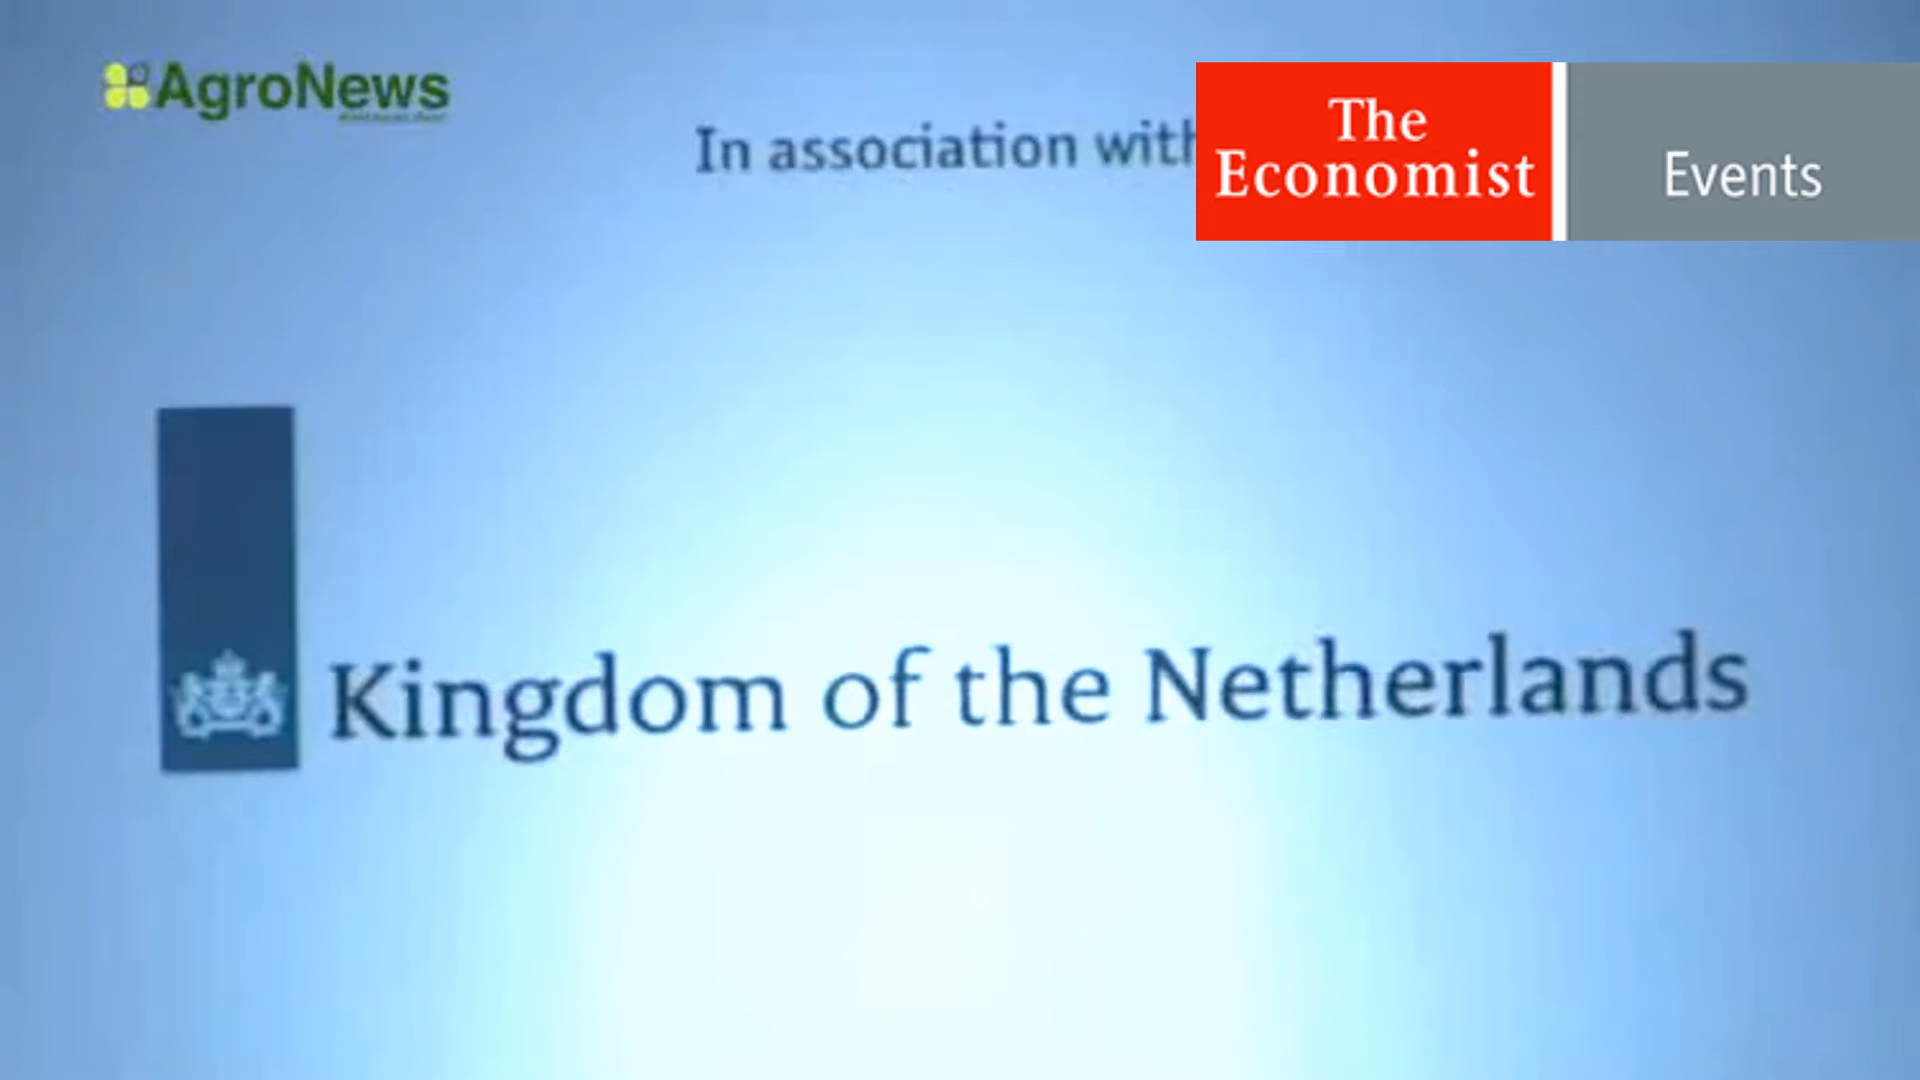 AgroNews
In association with
The
Economist
Events
Kingdom of the Netherlands